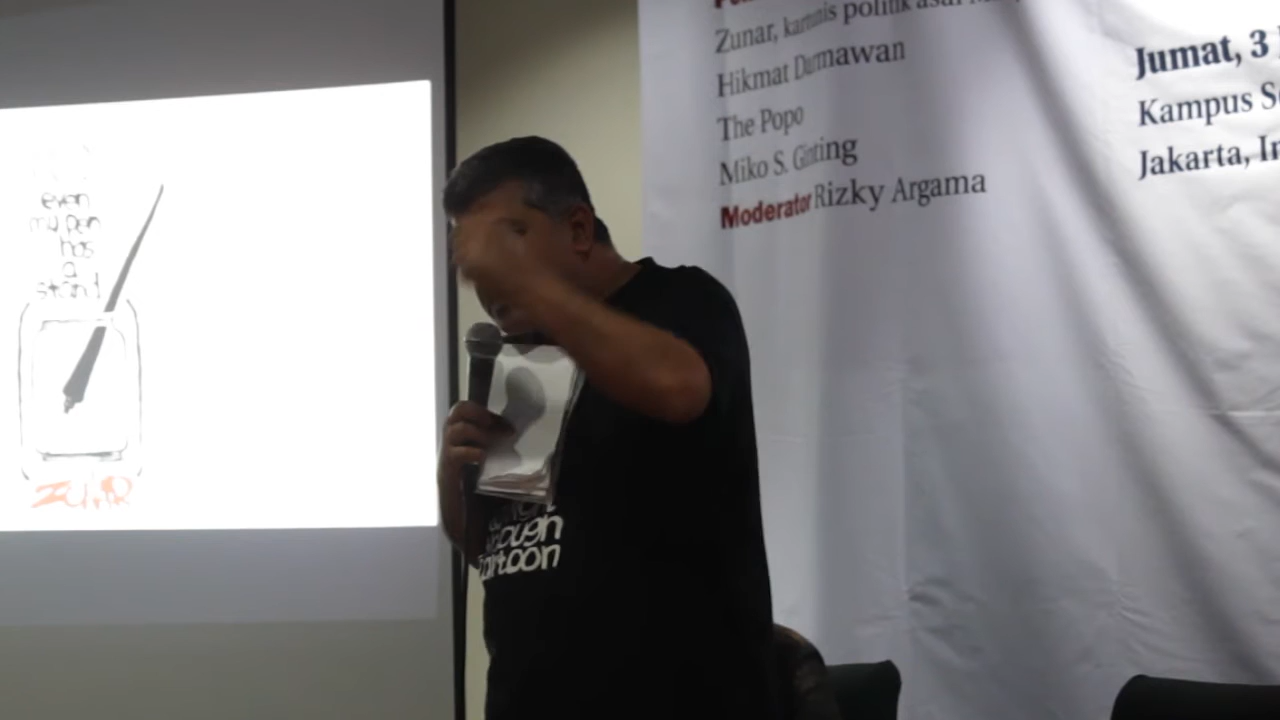 even
my pen
has
a
stand
ZUNAR
Zunar, kartunis politik asal
Hikmat Darmawan
The Popo
Miko S. Ginting
Moderator Rizky Argama
Jumat, 3
Kampus
Jakarta,
through
cartoon